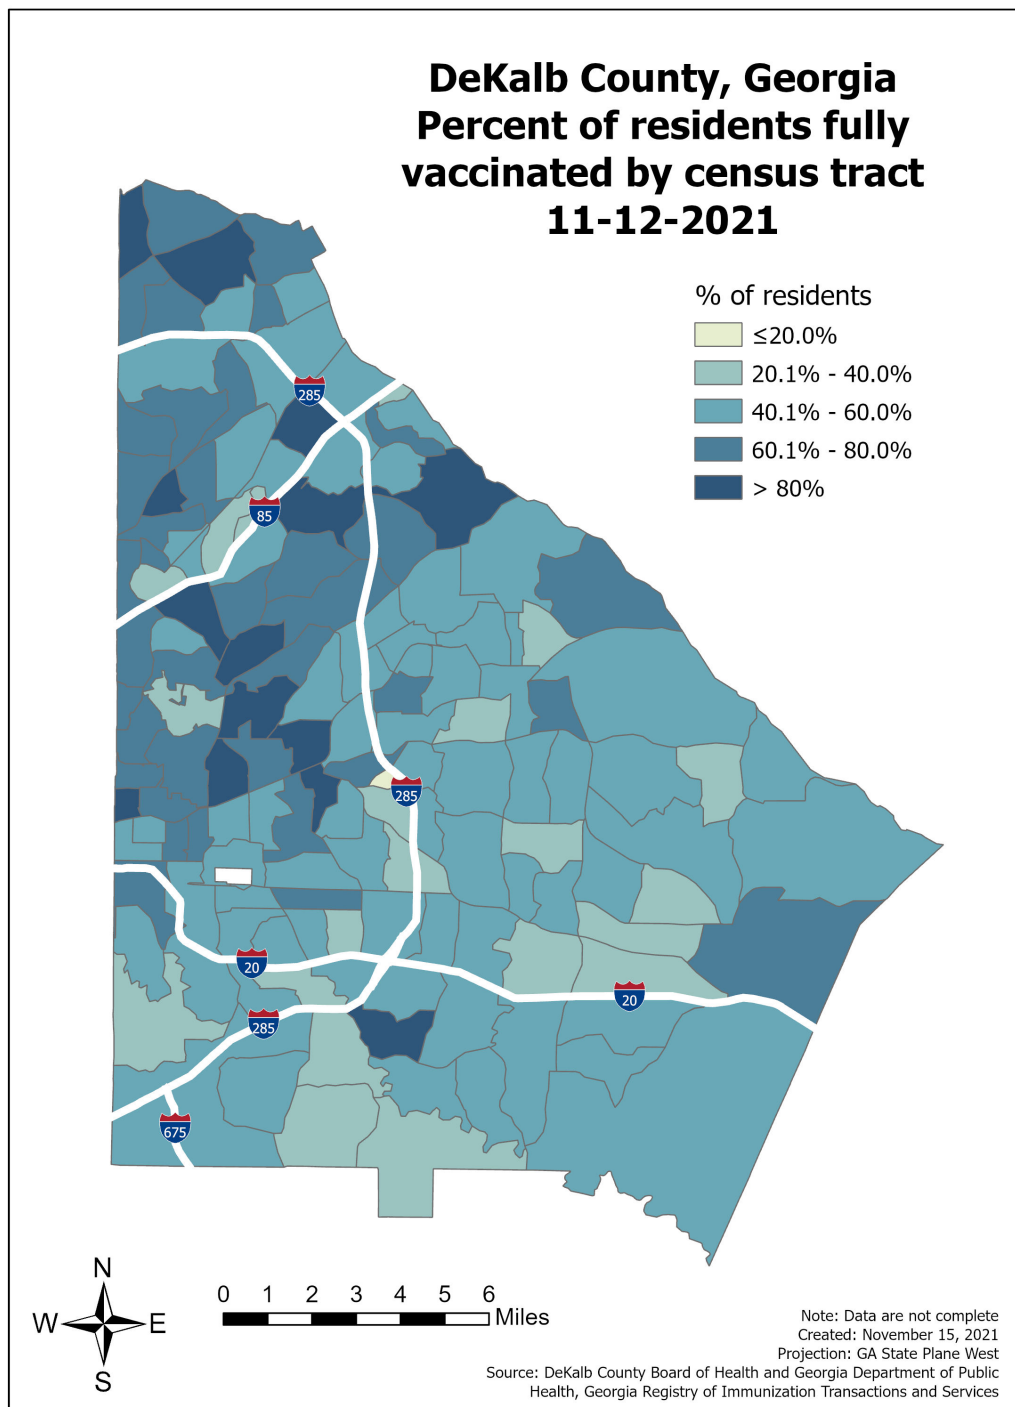 DeKalb County, Georgia
Percent of residents fully
vaccinated by census tract
11-12-2021
% of residents
≤20.0%
20.1% - 40.0%
40.1% - 60.0%
60.1% - 80.0%
> 80%
285
85
285
20
20
285
675
N
W E
S
0 1 2 3 4 5 6
Miles
Note: Data are not complete
Created: November 15, 2021
Projection: GA State Plane West
Source: DeKalb County Board of Health and Georgia Department of Public
Health, Georgia Registry of Immunization Transactions and Services